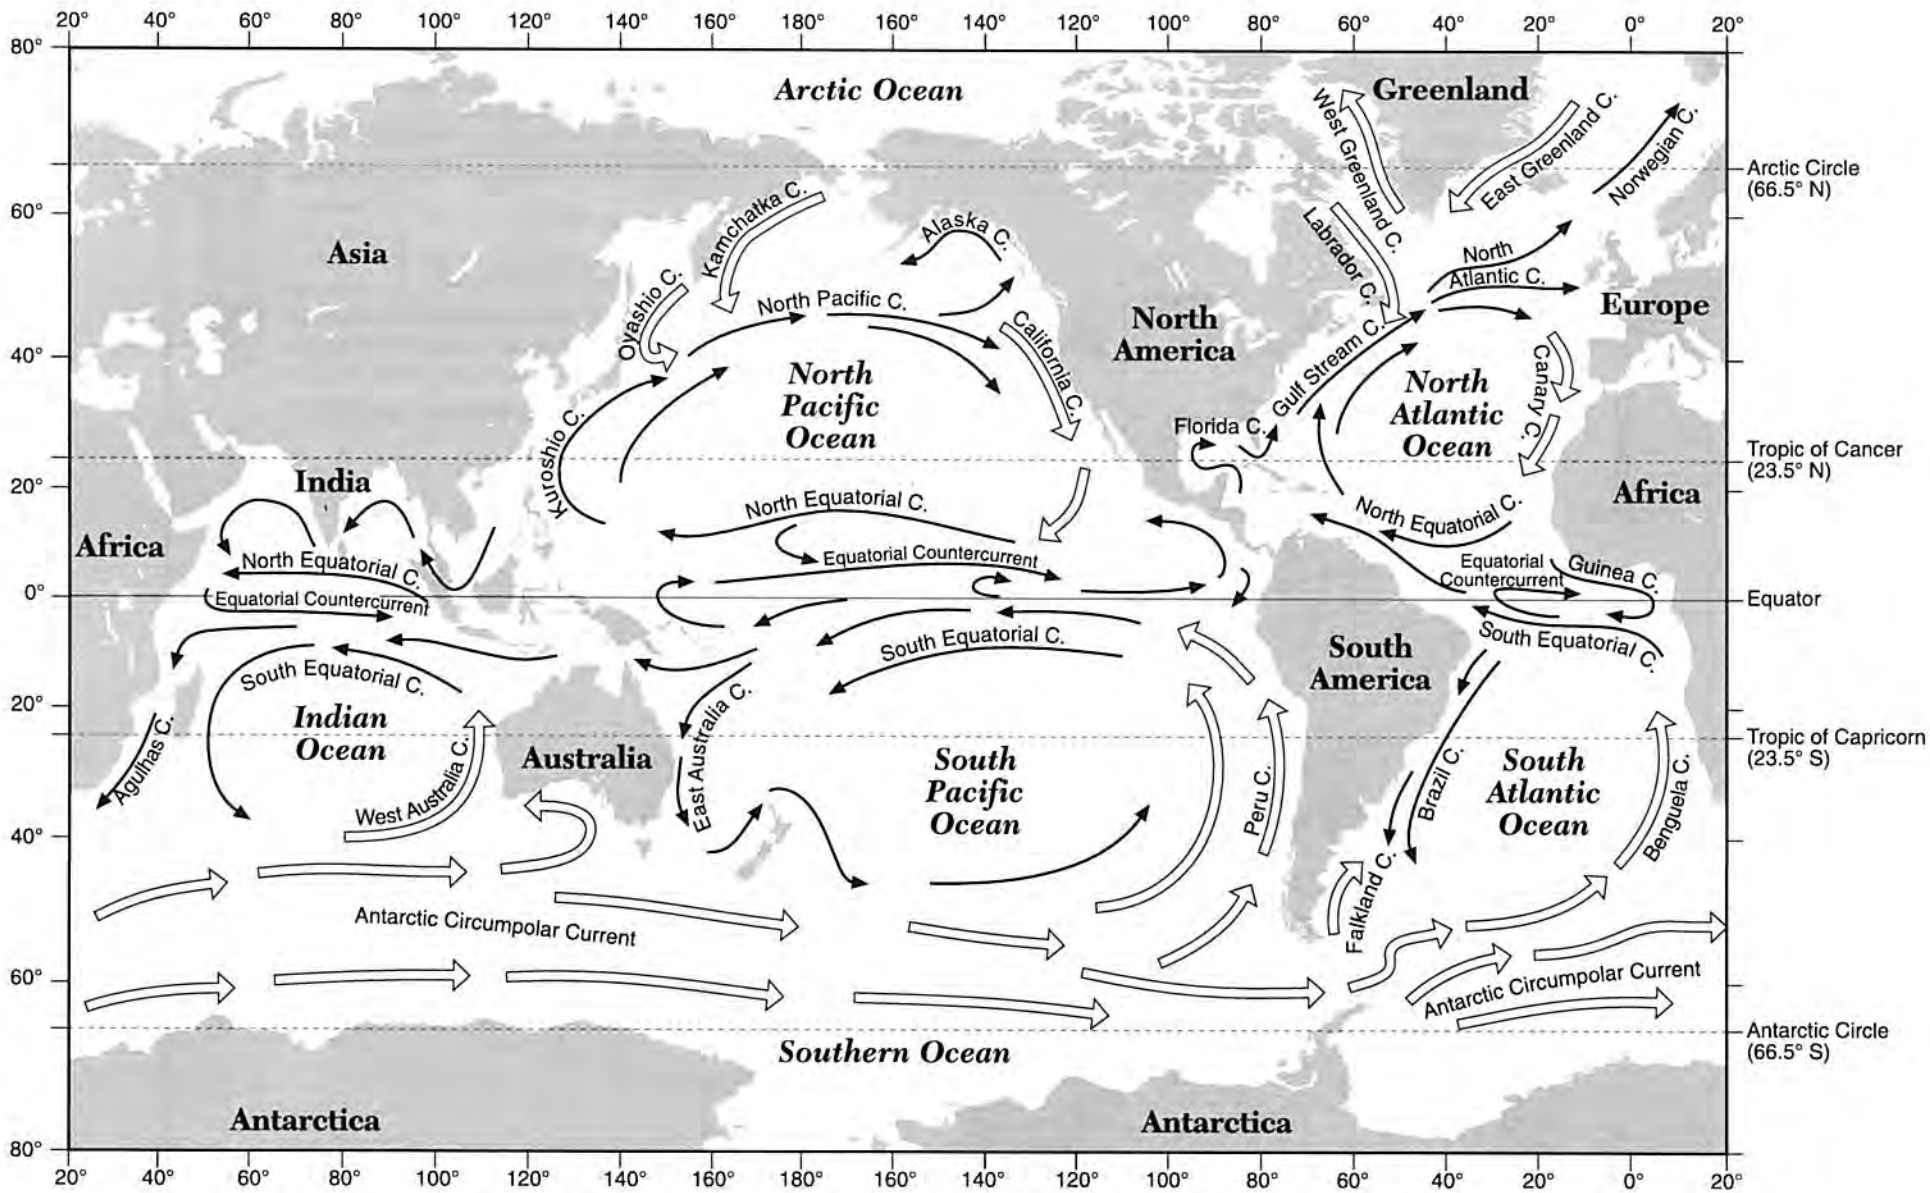 20° 40° 60° 80° 100° 120° 140° 160° 180° 160° 140° 120° 100° 80° 60° 40° 20° 0° 20°
80°
Arctic Ocean
Greenland
West Greenland C.
East Greenland C.
Norwegian C.
Arctic Circle
(66.5° N)
60°
Kamchatka C.
Alaska C.
Labrador C.
Asia
North
Atlantic C.
Oyashio C.
North Pacific C.
Europe
North
America
California C.
Gulf Stream C.
Canary C.
40°
North
Pacific
Ocean
North
Atlantic
Ocean
Kuroshio C.
Florida C.
Tropic of Cancer
(23.5° N)
20°
India
Africa
North Equatorial C.
North Equatorial C.
Africa
North Equatorial C.
Equatorial Countercurrent
Equatorial
Countercurrent
Guinea C.
0°
Equatorial Countercurrent
Equator
South Equatorial C.
South Equatorial C.
South Equatorial C.
South
America
20°
Indian
Ocean
East Australia C.
Agulhas C.
West Australia C.
Australia
South
Pacific
Ocean
Peru C.
Brazil C.
South
Atlantic
Ocean
Benguela C.
Tropic of Capricorn
(23.5° S)
40°
Falkland C.
Antarctic Circumpolar Current
60°
Antarctic Circumpolar Current
Antarctic Circle
(66.5° S)
Southern Ocean
Antarctica
Antarctica
80°
20° 40° 60° 80° 100° 120° 140° 160° 180° 160° 140° 120° 100° 80° 60° 40° 20° 0° 20°